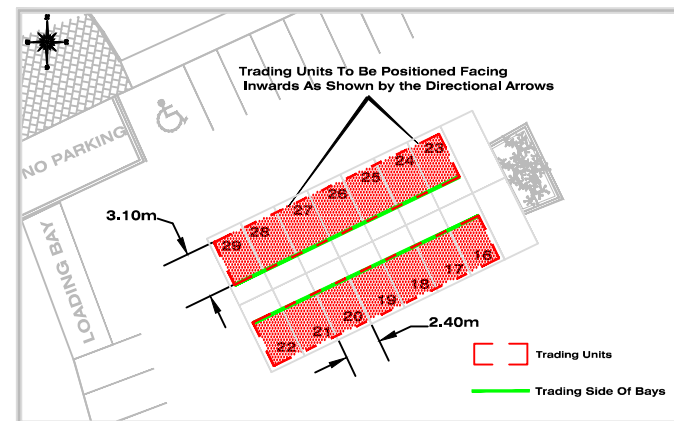 Trading Units To Be Positioned Facing
Inwards As Shown by the Directional Arrows
NO PARKING
LOADING BAY
3.10m
23
24
25
26
27
28
29
16
17
18
19
20
21
22
2.40m
Trading Units
Trading Side Of Bays